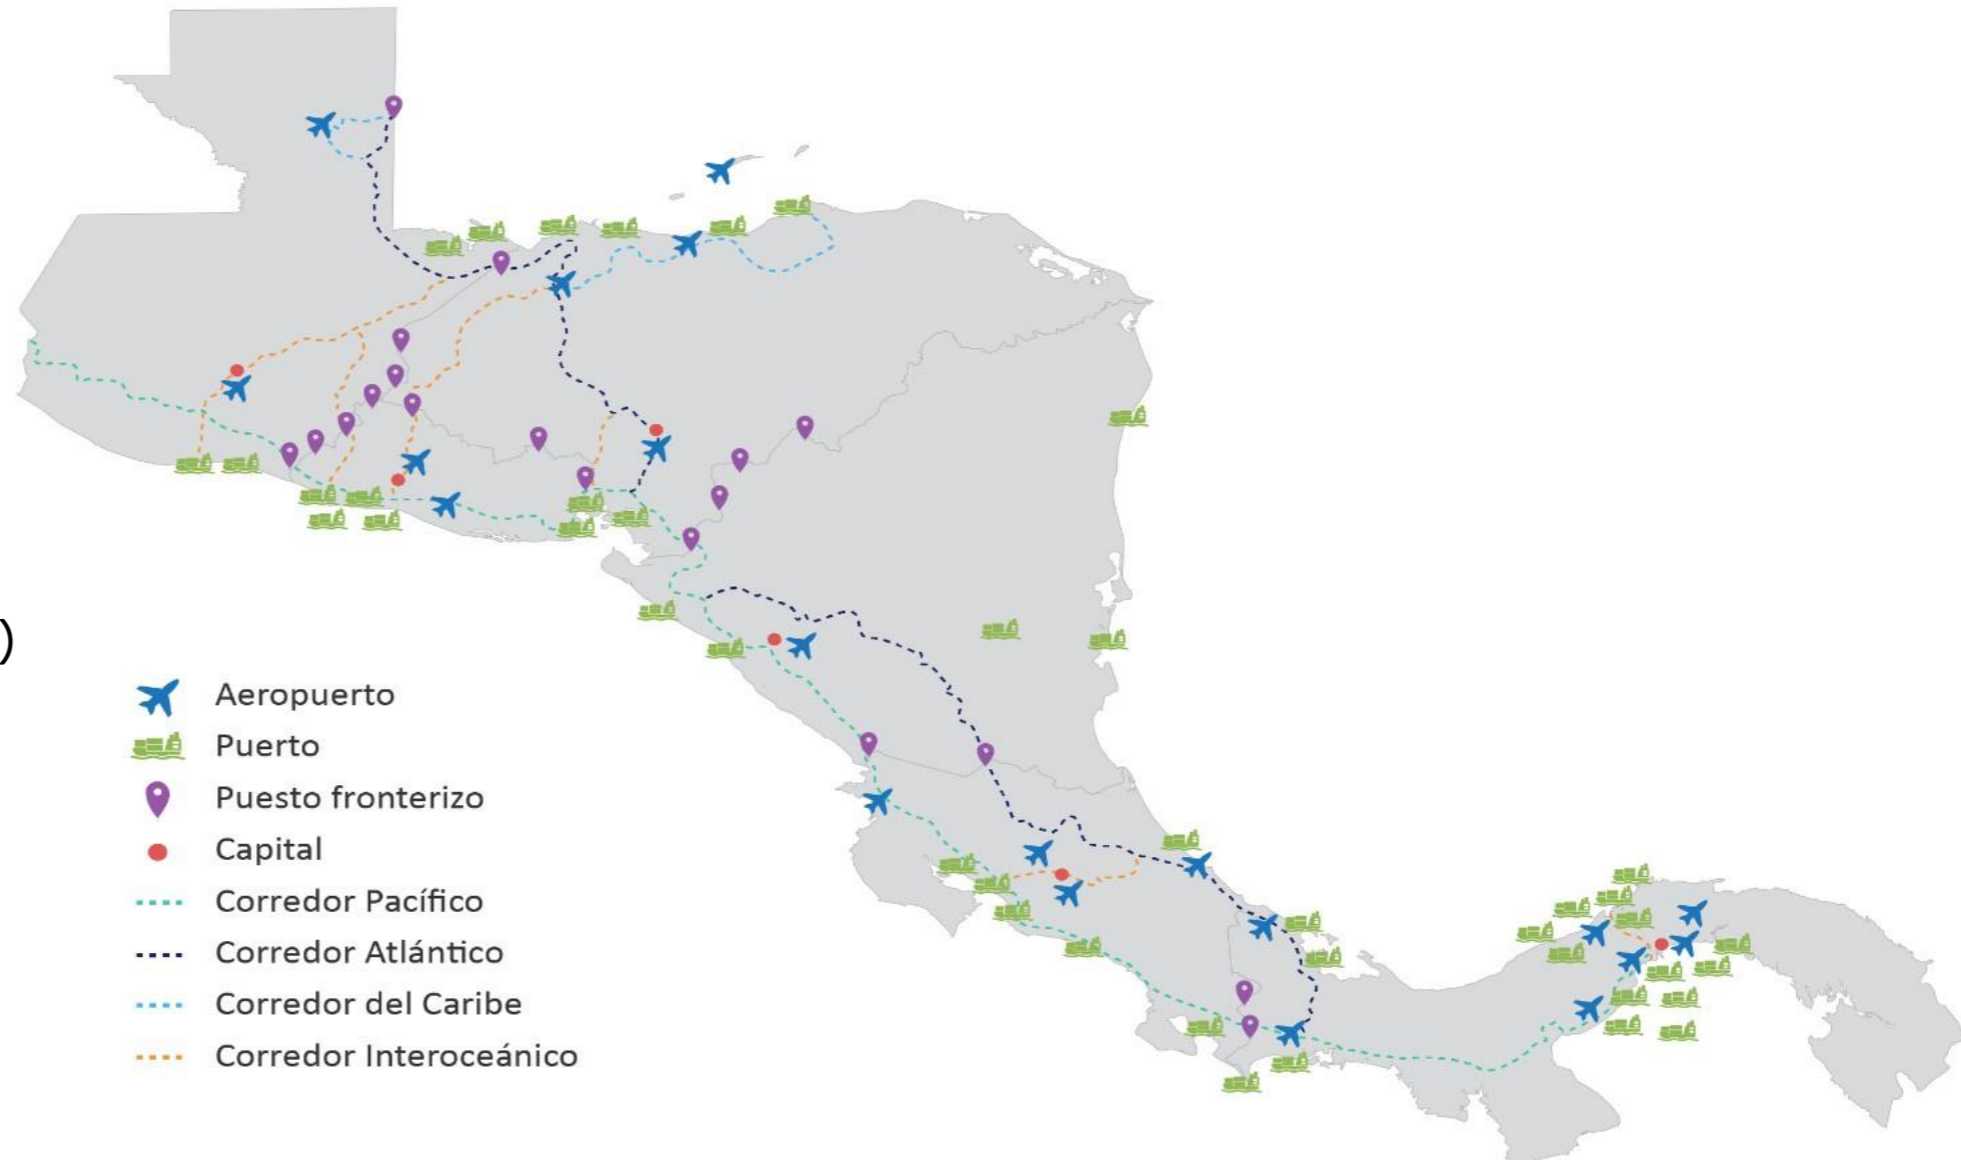 )
Aeropuerto
Puerto
Puesto fronterizo
Capital
Corredor Pacífico
Corredor Atlántico
Corredor del Caribe
Corredor Interoceánico